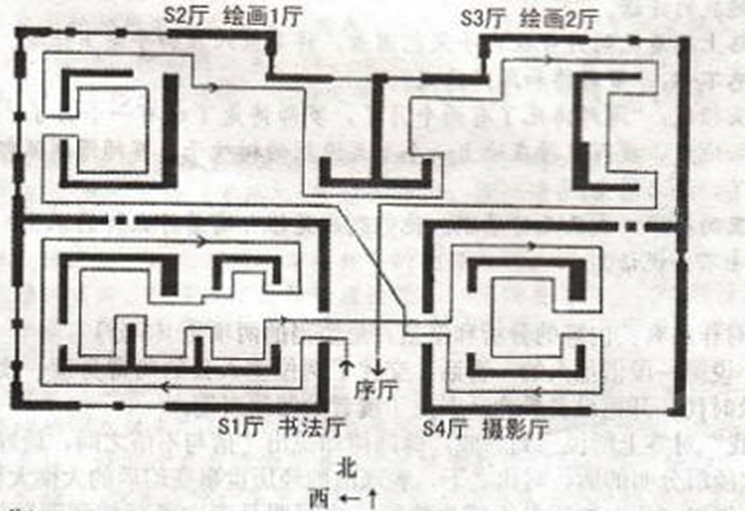 S2厅 绘画1厅
S3厅 绘画2厅
序厅
S1厅 书法厅
S4厅 摄影厅
北
西 ←↑